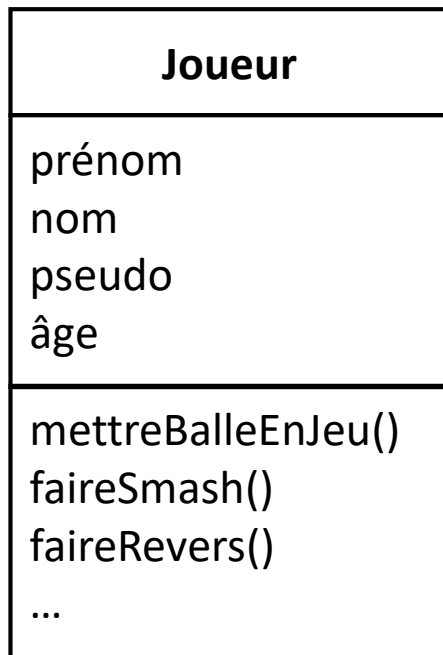 Joueur
prénom
nom
pseudo
âge
mettreBalleEnJeu()
faireSmash()
faireRevers()
...